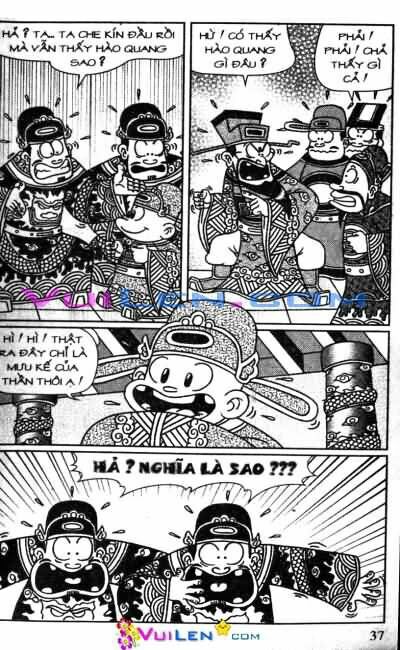 HẢ ? TA.. TA CHE KÍN ĐẦU RỒI
MÀ VẪN THẤY HÀO QUANG
SAO ?
HỪ ! CÓ THẤY
HÀO QUANG
GÌ ĐÂU ?
PHẢI !
PHẢI ! CHẢ
THẤY GÌ
CẢ !
VUILEN.COM
HÌ ! HÌ ! THẬT
RA ĐÂY CHỈ LÀ
MƯU KẾ CỦA
THẦN THÔI Ạ !
HẢ ? NGHĨA LÀ SAO ???
37
VUILEN.COM